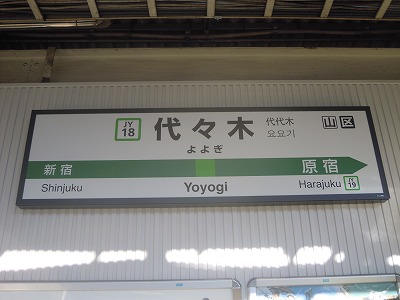 JY
18
代々木
よよぎ
代代木
요요기
山 区
新宿
原宿
Shinjuku
Yoyogi
Harajuku
JY
19